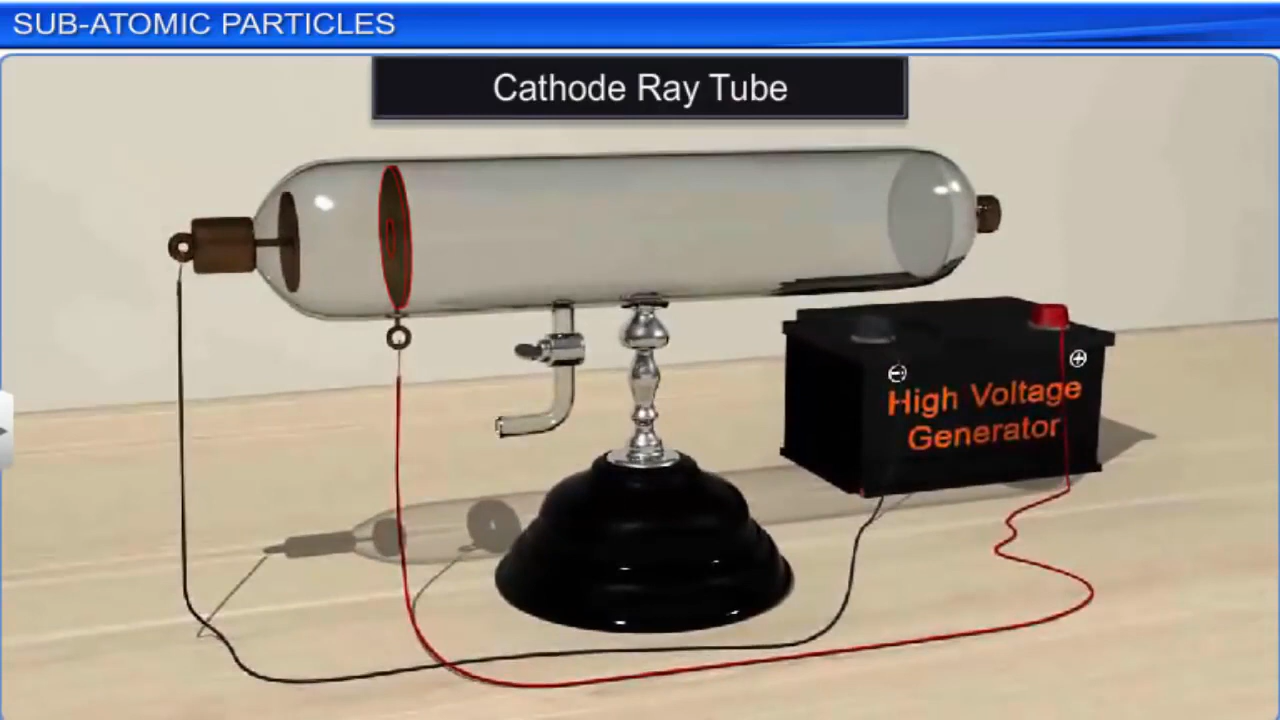 SUB-ATOMIC PARTICLES
Cathode Ray Tube
High Voltage
Generator